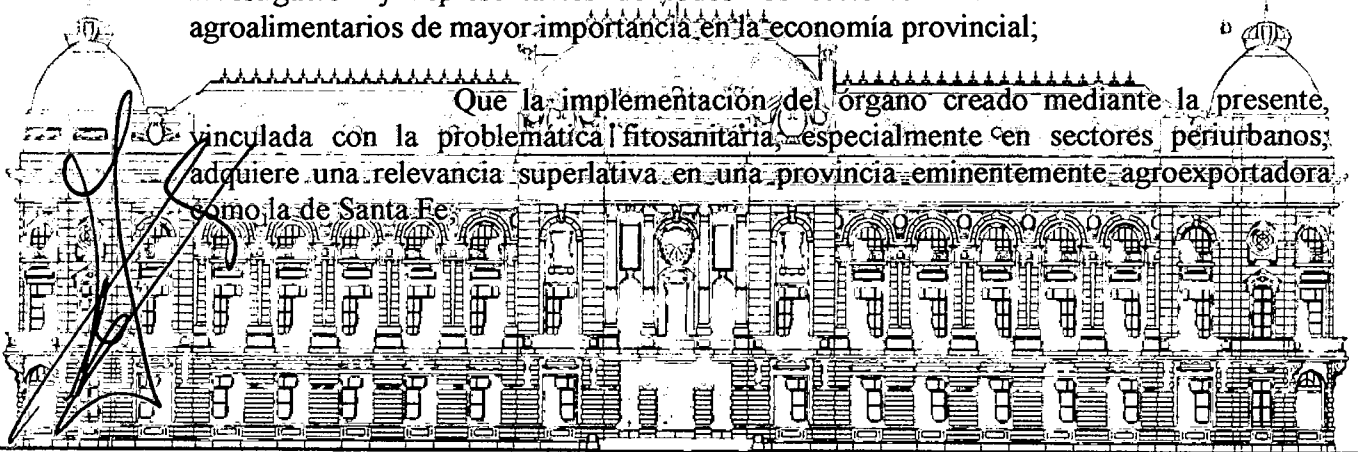 agroalimentarios de mayor importancia en la economía provincial;
Que la implementación del órgano creado mediante la presente,
vinculada con la problemática fitosanitaria, especialmente en sectores periurbanos,
adquiere una relevancia superlativa en una provincia eminentemente agroexportadora
como la de Santa Fe,